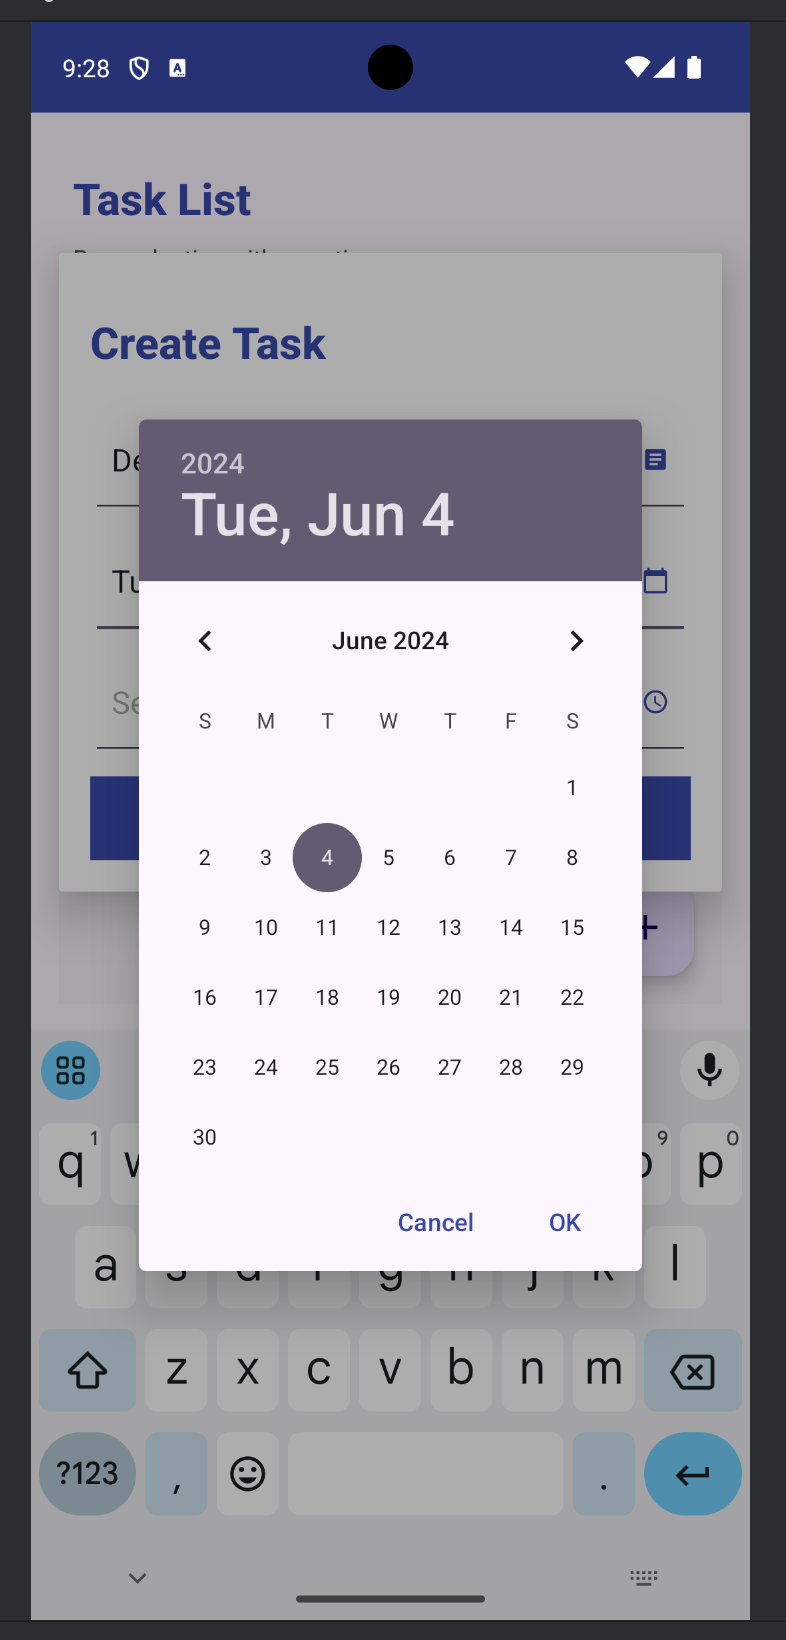 9:28
Task List
Create Task
De
2024
Tue, Jun 4
Tu
June 2024
S M T W T F S
Se
1
2 3 4 5 6 7 8
9 10 11 12 13 14 15
16 17 18 19 20 21 22
23 24 25 26 27 28 29
30
Cancel OK
q 1 w 9 p 0
a s d f g h j k l
z x c v b n m
?123 , .